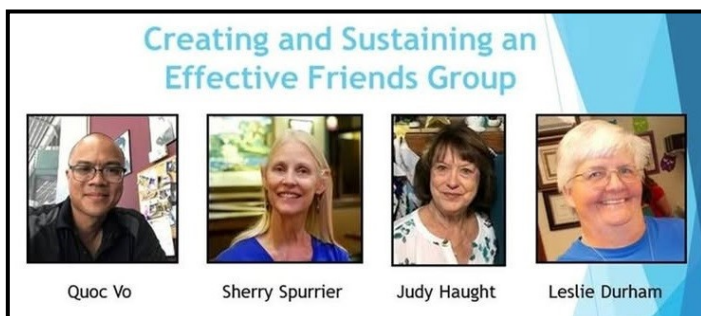 Creating and Sustaining an
Effective Friends Group
Quoc Vo
Sherry Spurrier
Judy Haught
Leslie Durham